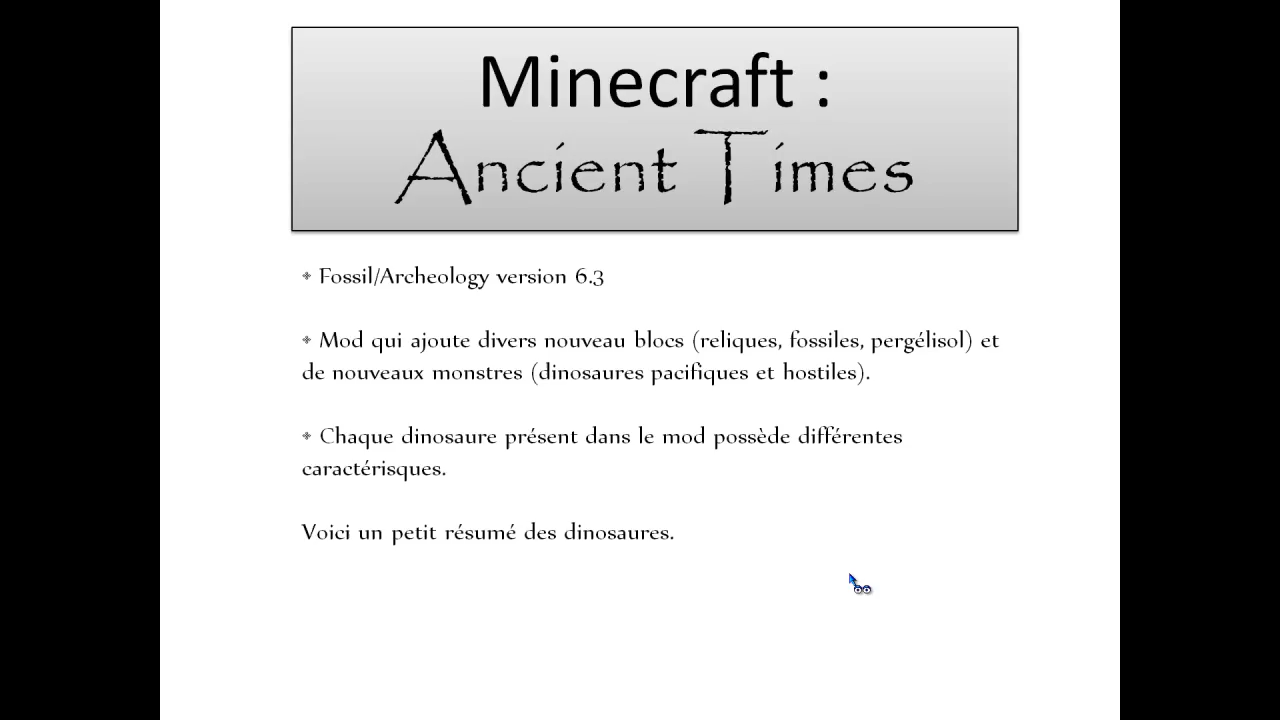 Minecraft :
Ancient Times
Fossil/Archeology version 6.3
Mod qui ajoute divers nouveau blocs (reliques, fossiles, pergélisol) et
de nouveaux monstres (dinosaures pacifiques et hostiles).
Chaque dinosaure présent dans le mod possède différentes
caractérisques.
Voici un petit résumé des dinosaures.